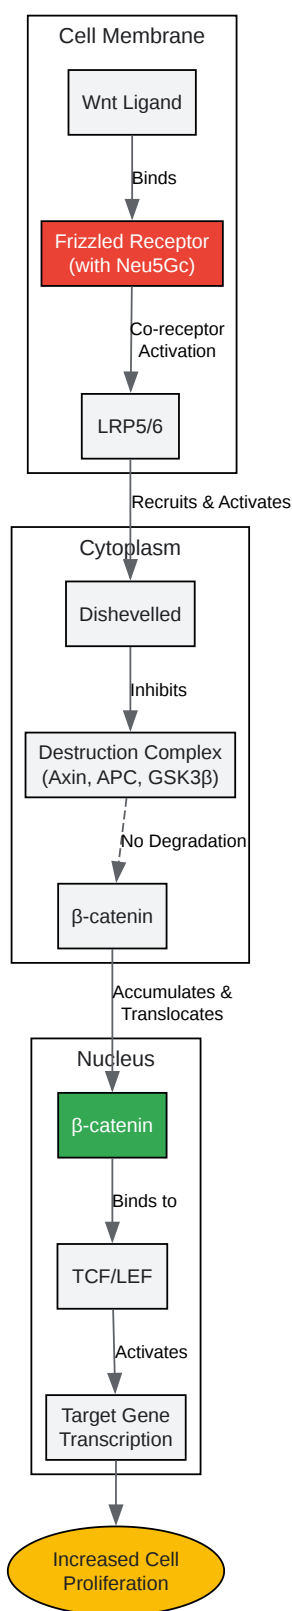 Cell Membrane
Wnt Ligand
Binds
Frizzled Receptor
(with Neu5Gc)
Co-receptor
Activation
LRP5/6
Recruits & Activates
Cytoplasm
Dishevelled
Inhibits
Destruction Complex
(Axin, APC, GSK3β)
No Degradation
β-catenin
Accumulates &
Translocates
Nucleus
β-catenin
Binds to
TCF/LEF
Activates
Target Gene
Transcription
Increased Cell
Proliferation